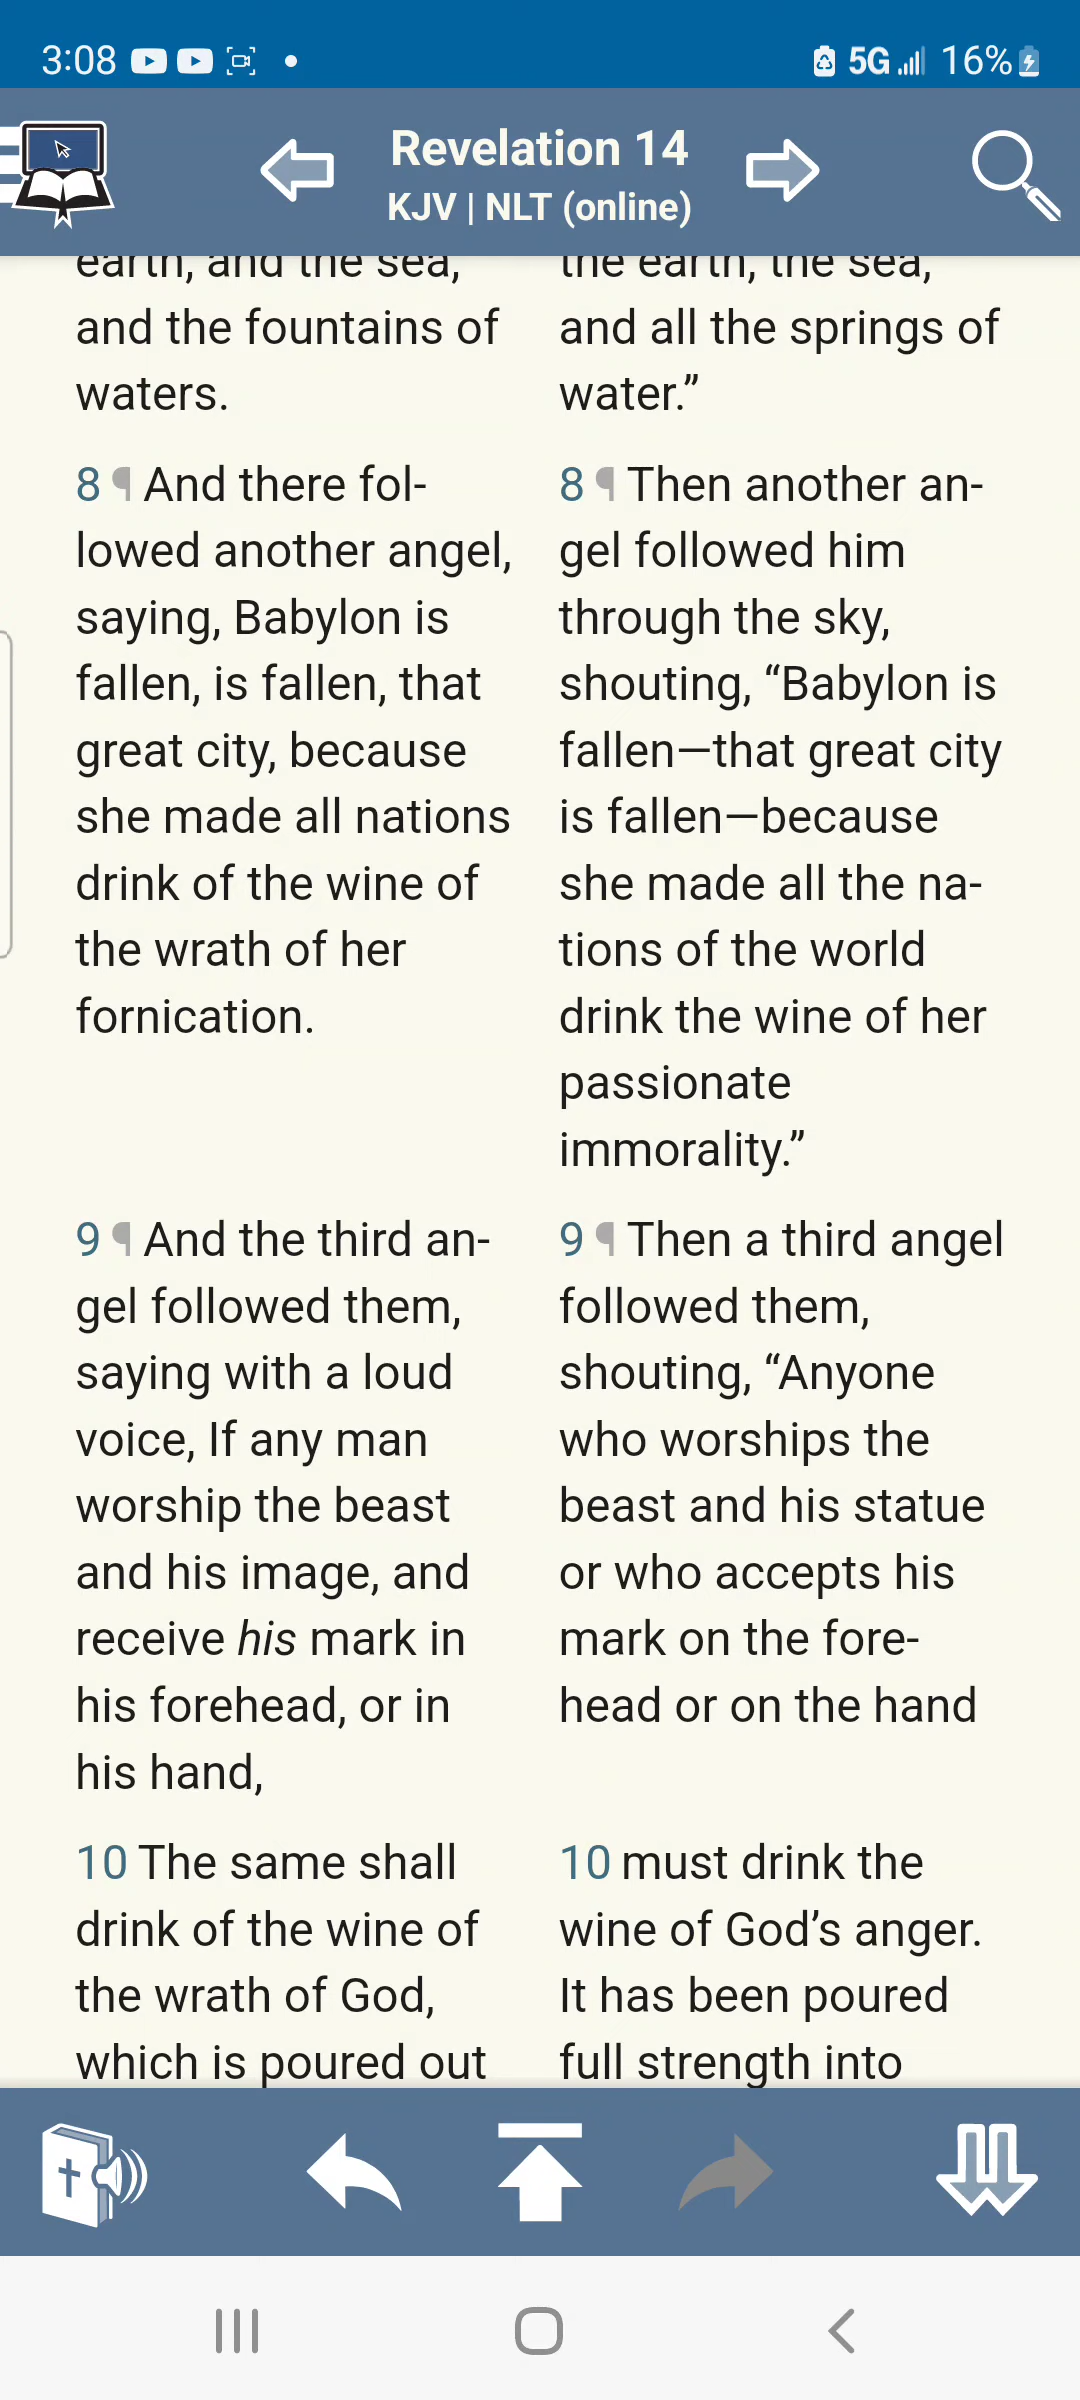 3:08
5G
16%
Revelation 14
KJV | NLT (online)
earth, and the sea,
and the fountains of
waters.
8 ¶ And there fol-
lowed another angel,
saying, Babylon is
fallen, is fallen, that
great city, because
she made all nations
drink of the wine of
the wrath of her
fornication.
9 ¶ And the third an-
gel followed them,
saying with a loud
voice, If any man
worship the beast
and his image, and
receive his mark in
his forehead, or in
his hand,
10 The same shall
drink of the wine of
the wrath of God,
which is poured out
the earth, the sea,
and all the springs of
water.”
8 ¶ Then another an-
gel followed him
through the sky,
shouting, “Babylon is
fallen—that great city
is fallen—because
she made all the na-
tions of the world
drink the wine of her
passionate
immorality.”
9 ¶ Then a third angel
followed them,
shouting, “Anyone
who worships the
beast and his statue
or who accepts his
mark on the fore-
head or on the hand
10 must drink the
wine of God’s anger.
It has been poured
full strength into